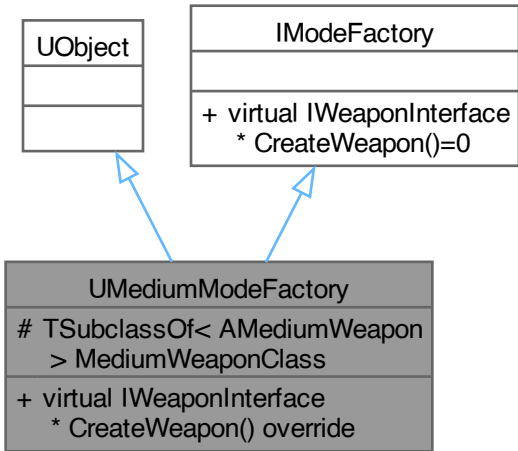 UObject
IModeFactory
+ virtual IWeaponInterface
* CreateWeapon()=0
UMediumModeFactory
# TSubclassOf< AMediumWeapon
> MediumWeaponClass
+ virtual IWeaponInterface
* CreateWeapon() override